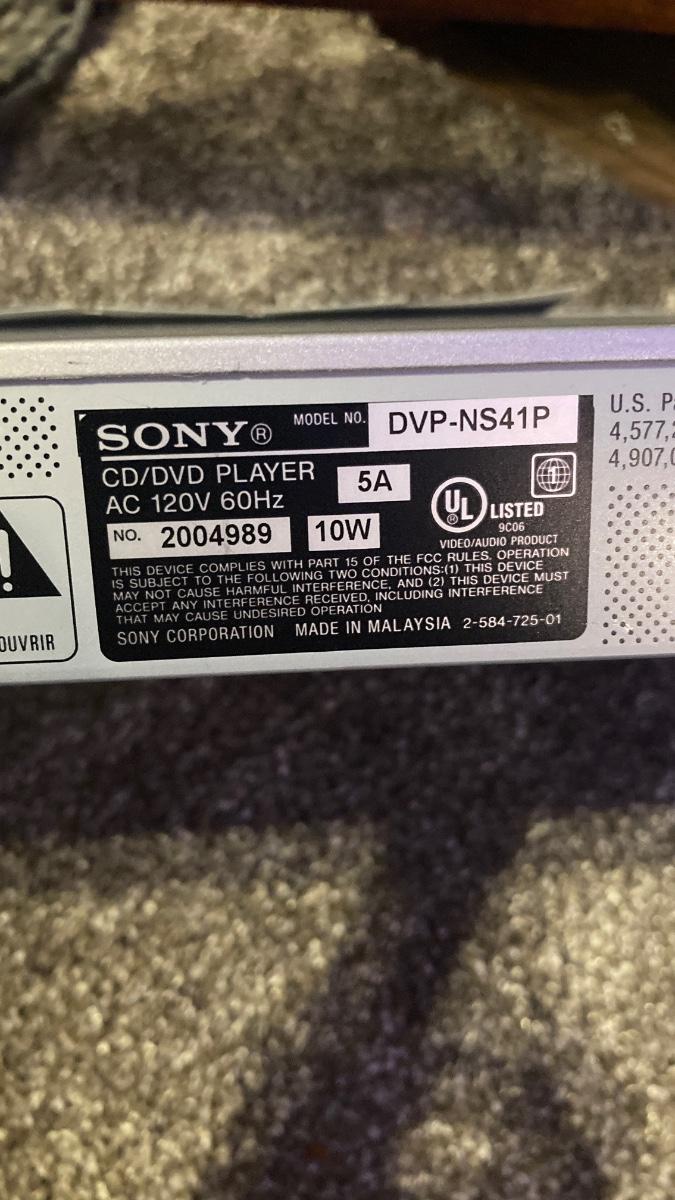 SONY® MODEL NO. DVP-NS41P
CD/DVD PLAYER 5A
AC 120V 60Hz
NO. 2004989 10W
UL® LISTED
9C06
VIDEO/AUDIO PRODUCT
THIS DEVICE COMPLIES WITH PART 15 OF THE FCC RULES. OPERATION
IS SUBJECT TO THE FOLLOWING TWO CONDITIONS:(1) THIS DEVICE
MAY NOT CAUSE HARMFUL INTERFERENCE, AND (2) THIS DEVICE MUST
ACCEPT ANY INTERFERENCE RECEIVED, INCLUDING INTERFERENCE
THAT MAY CAUSE UNDESIRED OPERATION
SONY CORPORATION MADE IN MALAYSIA 2-584-725-01
!
OUVRIR
U.S. P
4,577,
4,907,